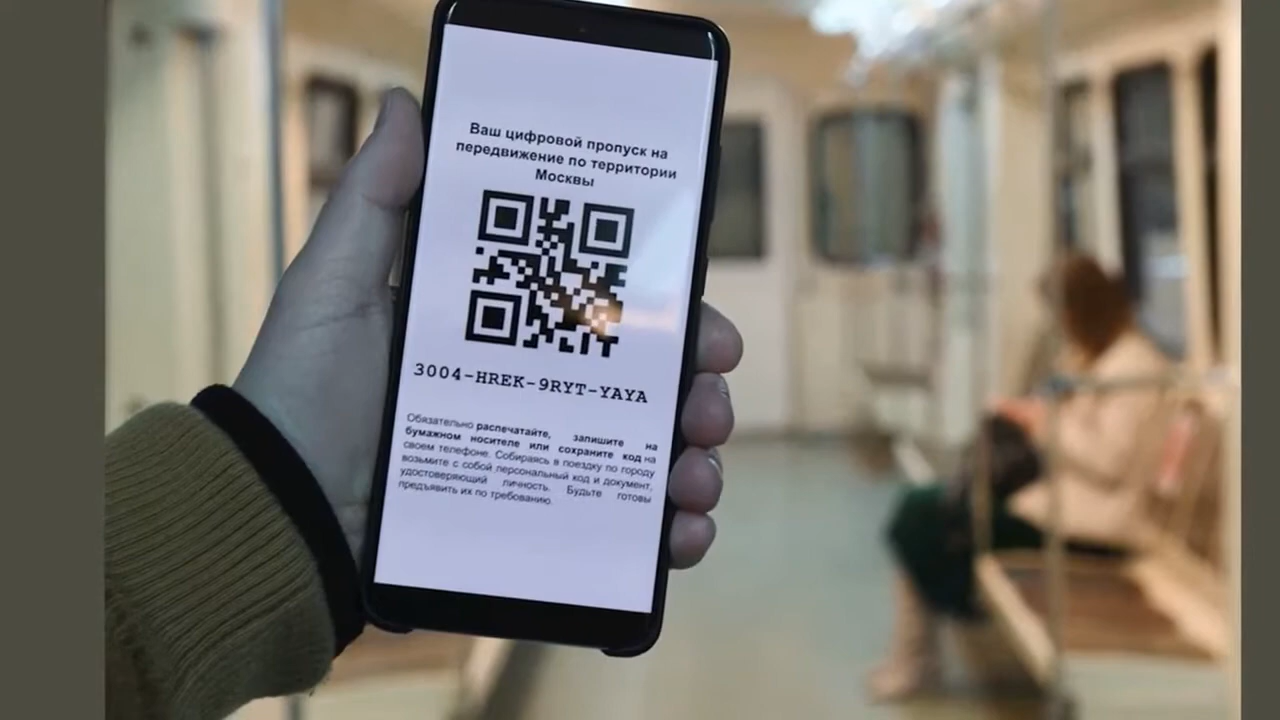 Ваш цифровой пропуск на
передвижение по территории
Москвы
3004-HREK-9RYT-YAYA
Обязательно распечатайте, запишите на
бумажном носителе или сохраните код на
своем телефоне. Собираясь в поездку по городу
возьмите с собой персональный код и документ,
удостоверяющий личность. Будьте готовы
предъявить их по требованию.